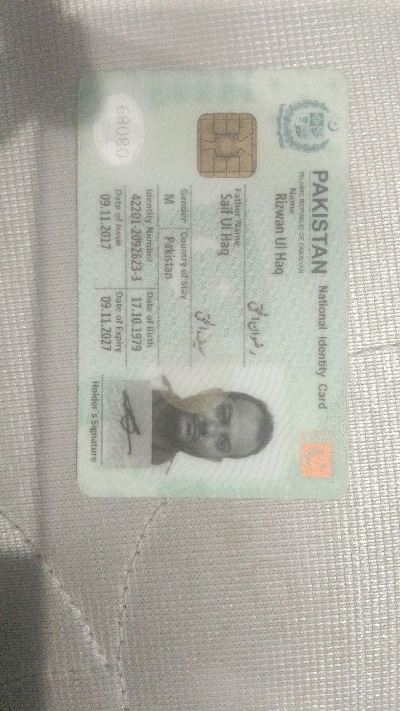 PAKISTAN National Identity Card
ISLAMIC REPUBLIC OF PAKISTAN
Name
Rizwan Ul Haq
رضوان الحق
Father Name
Saif Ul Haq
سیف الحق
Gender Country of Stay
M Pakistan
Identity Number Date of Birth
42201-2092623-3 17.10.1979
Date of Issue Date of Expiry
09.11.2017 09.11.2027
Holder's Signature